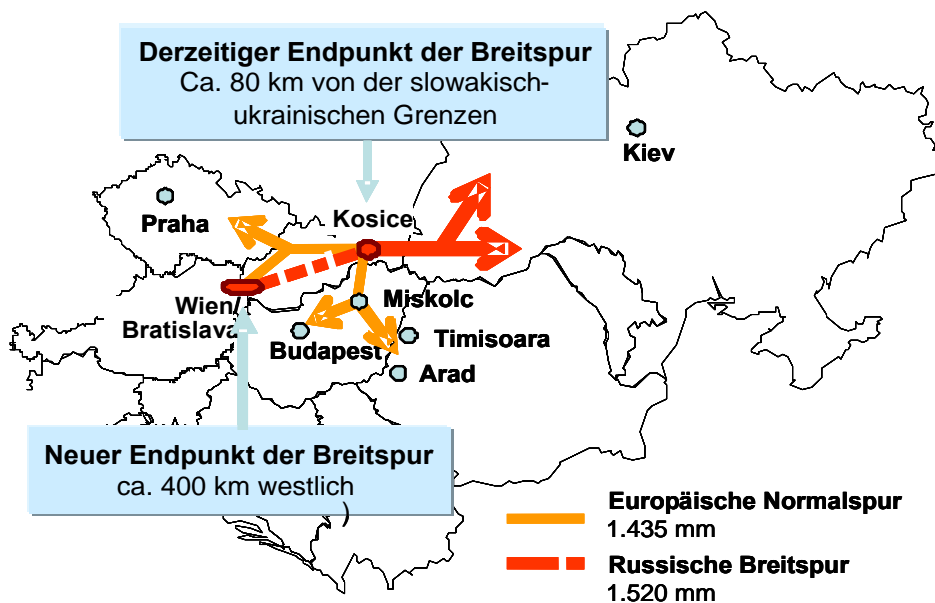 Derzeitiger Endpunkt der Breitspur
Ca. 80 km von der slowakisch-
ukrainischen Grenzen
Kiev
Praha
Kosice
Wien/
Bratislava
Miskolc
Budapest
Timisoara
Arad
Neuer Endpunkt der Breitspur
ca. 400 km westlich
)
Europäische Normalspur
1.435 mm
Russische Breitspur
1.520 mm